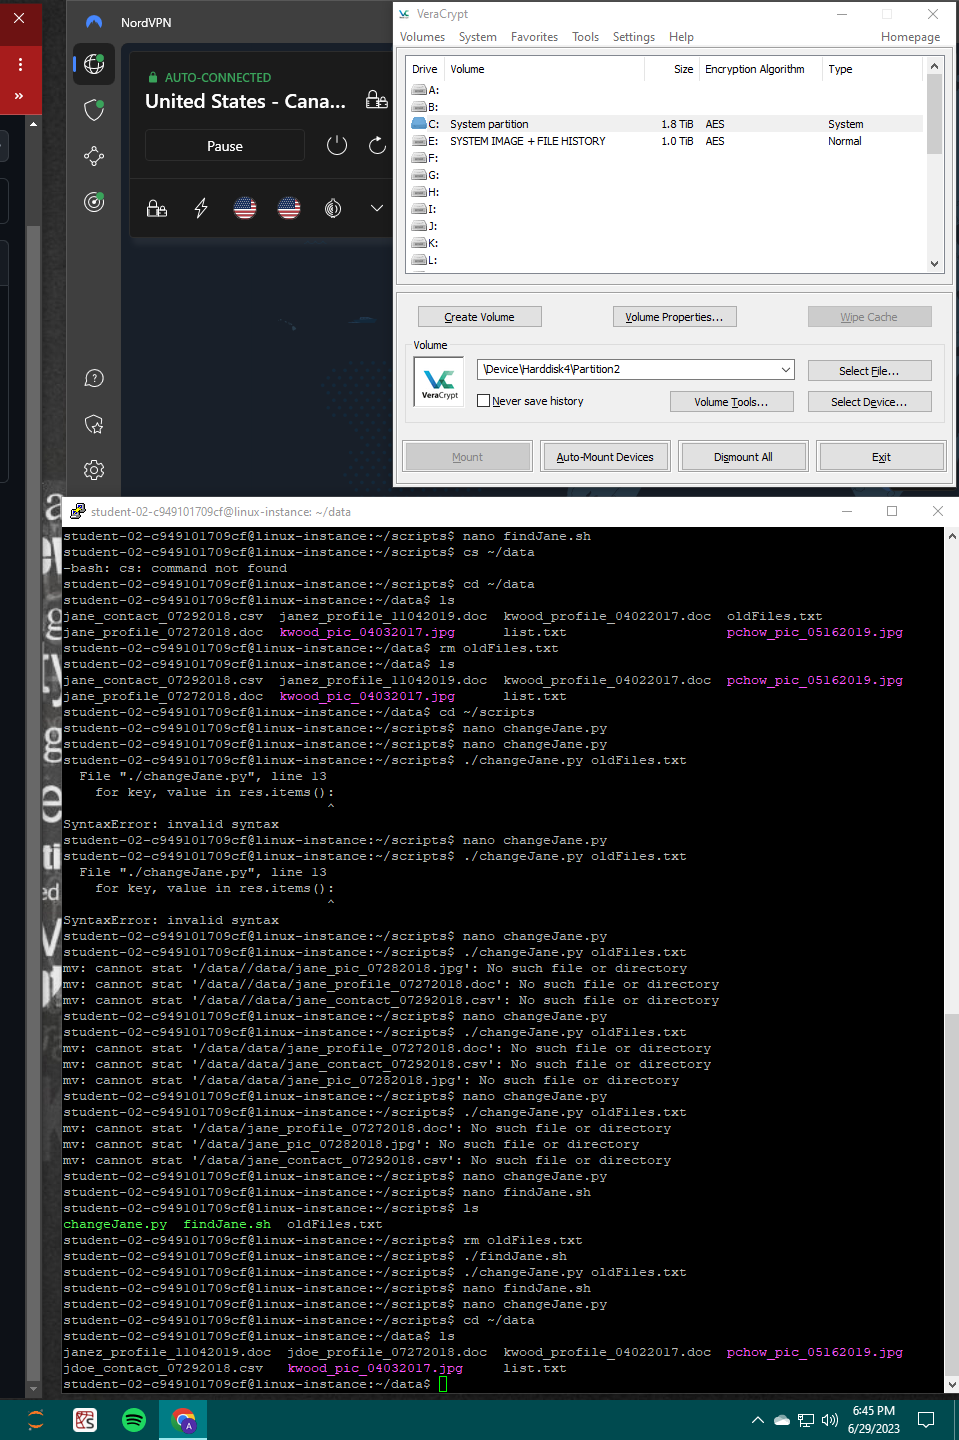 NordVPN
AUTO-CONNECTED
United States - Cana...
Pause
VeraCrypt
Volumes System Favorites Tools Settings Help Homepage
Drive Volume Size Encryption Algorithm Type
A:
B:
C: System partition 1.8 TiB AES System
E: SYSTEM IMAGE + FILE HISTORY 1.0 TiB AES Normal
F:
G:
H:
I:
J:
K:
L:
Create Volume Volume Properties... Wipe Cache
Volume
VeraCrypt
\Device\Harddisk4\Partition2 Select File...
Never save history Volume Tools... Select Device...
Mount Auto-Mount Devices Dismount All Exit
student-02-c949101709cf@linux-instance: ~/data
student-02-c949101709cf@linux-instance:~/scripts$ nano findJane.sh
student-02-c949101709cf@linux-instance:~/scripts$ cs ~/data
-bash: cs: command not found
student-02-c949101709cf@linux-instance:~/scripts$ cd ~/data
student-02-c949101709cf@linux-instance:~/data$ ls
jane_contact_07292018.csv janez_profile_11042019.doc kwood_profile_04022017.doc oldFiles.txt
jane_profile_07272018.doc kwood_pic_04032017.jpg list.txt pchow_pic_05162019.jpg
student-02-c949101709cf@linux-instance:~/data$ rm oldFiles.txt
student-02-c949101709cf@linux-instance:~/data$ ls
jane_contact_07292018.csv janez_profile_11042019.doc kwood_profile_04022017.doc pchow_pic_05162019.jpg
jane_profile_07272018.doc kwood_pic_04032017.jpg list.txt
student-02-c949101709cf@linux-instance:~/data$ cd ~/scripts
student-02-c949101709cf@linux-instance:~/scripts$ nano changeJane.py
student-02-c949101709cf@linux-instance:~/scripts$ nano changeJane.py
student-02-c949101709cf@linux-instance:~/scripts$ ./changeJane.py oldFiles.txt
File "./changeJane.py", line 13
for key, value in res.items():
^
SyntaxError: invalid syntax
student-02-c949101709cf@linux-instance:~/scripts$ nano changeJane.py
student-02-c949101709cf@linux-instance:~/scripts$ ./changeJane.py oldFiles.txt
File "./changeJane.py", line 13
for key, value in res.items():
^
SyntaxError: invalid syntax
student-02-c949101709cf@linux-instance:~/scripts$ nano changeJane.py
student-02-c949101709cf@linux-instance:~/scripts$ ./changeJane.py oldFiles.txt
mv: cannot stat '/data//data/jane_pic_07282018.jpg': No such file or directory
mv: cannot stat '/data//data/jane_profile_07272018.doc': No such file or directory
mv: cannot stat '/data//data/jane_contact_07292018.csv': No such file or directory
student-02-c949101709cf@linux-instance:~/scripts$ nano changeJane.py
student-02-c949101709cf@linux-instance:~/scripts$ ./changeJane.py oldFiles.txt
mv: cannot stat '/data/data/jane_profile_07272018.doc': No such file or directory
mv: cannot stat '/data/data/jane_contact_07292018.csv': No such file or directory
mv: cannot stat '/data/data/jane_pic_07282018.jpg': No such file or directory
student-02-c949101709cf@linux-instance:~/scripts$ nano changeJane.py
student-02-c949101709cf@linux-instance:~/scripts$ ./changeJane.py oldFiles.txt
mv: cannot stat '/data/jane_profile_07272018.doc': No such file or directory
mv: cannot stat '/data/jane_pic_07282018.jpg': No such file or directory
mv: cannot stat '/data/jane_contact_07292018.csv': No such file or directory
student-02-c949101709cf@linux-instance:~/scripts$ nano changeJane.py
student-02-c949101709cf@linux-instance:~/scripts$ nano findJane.sh
student-02-c949101709cf@linux-instance:~/scripts$ ls
changeJane.py findJane.sh oldFiles.txt
student-02-c949101709cf@linux-instance:~/scripts$ rm oldFiles.txt
student-02-c949101709cf@linux-instance:~/scripts$ ./findJane.sh
student-02-c949101709cf@linux-instance:~/scripts$ ./changeJane.py oldFiles.txt
student-02-c949101709cf@linux-instance:~/scripts$ nano findJane.sh
student-02-c949101709cf@linux-instance:~/scripts$ nano changeJane.py
student-02-c949101709cf@linux-instance:~/scripts$ cd ~/data
student-02-c949101709cf@linux-instance:~/data$ ls
janez_profile_11042019.doc jdoe_profile_07272018.doc kwood_profile_04022017.doc pchow_pic_05162019.jpg
jdoe_contact_07292018.csv kwood_pic_04032017.jpg list.txt
student-02-c949101709cf@linux-instance:~/data$
6:45 PM
6/29/2023